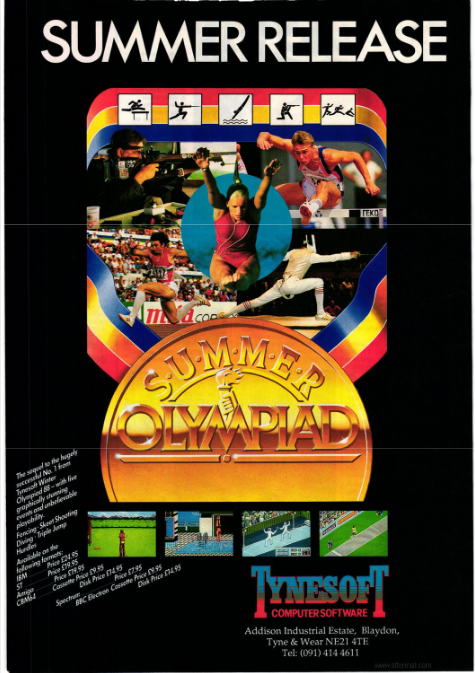 SUMMER RELEASE
SUMMER
OLYMPIAD
The sequel to the hugely
successful No. 1 from
Tynesoft Winter
Olympiad 88 – with five
graphically stunning
events and unbelievable
playability.
Fencing Skeet Shooting
Diving Triple Jump
Hurdles
Available on the
following formats:
IBM Price £24.95
ST Price £19.95
Amiga Price £19.95
CBM64 Cassette Price £9.95
Disk Price £14.95
Spectrum: Price £7.95
BBC Electron Cassette Price £9.95
Disk Price £14.95
TYNESOFT
COMPUTER SOFTWARE
Addison Industrial Estate, Blaydon,
Tyne & Wear NE21 4TE
Tel: (091) 414 4611